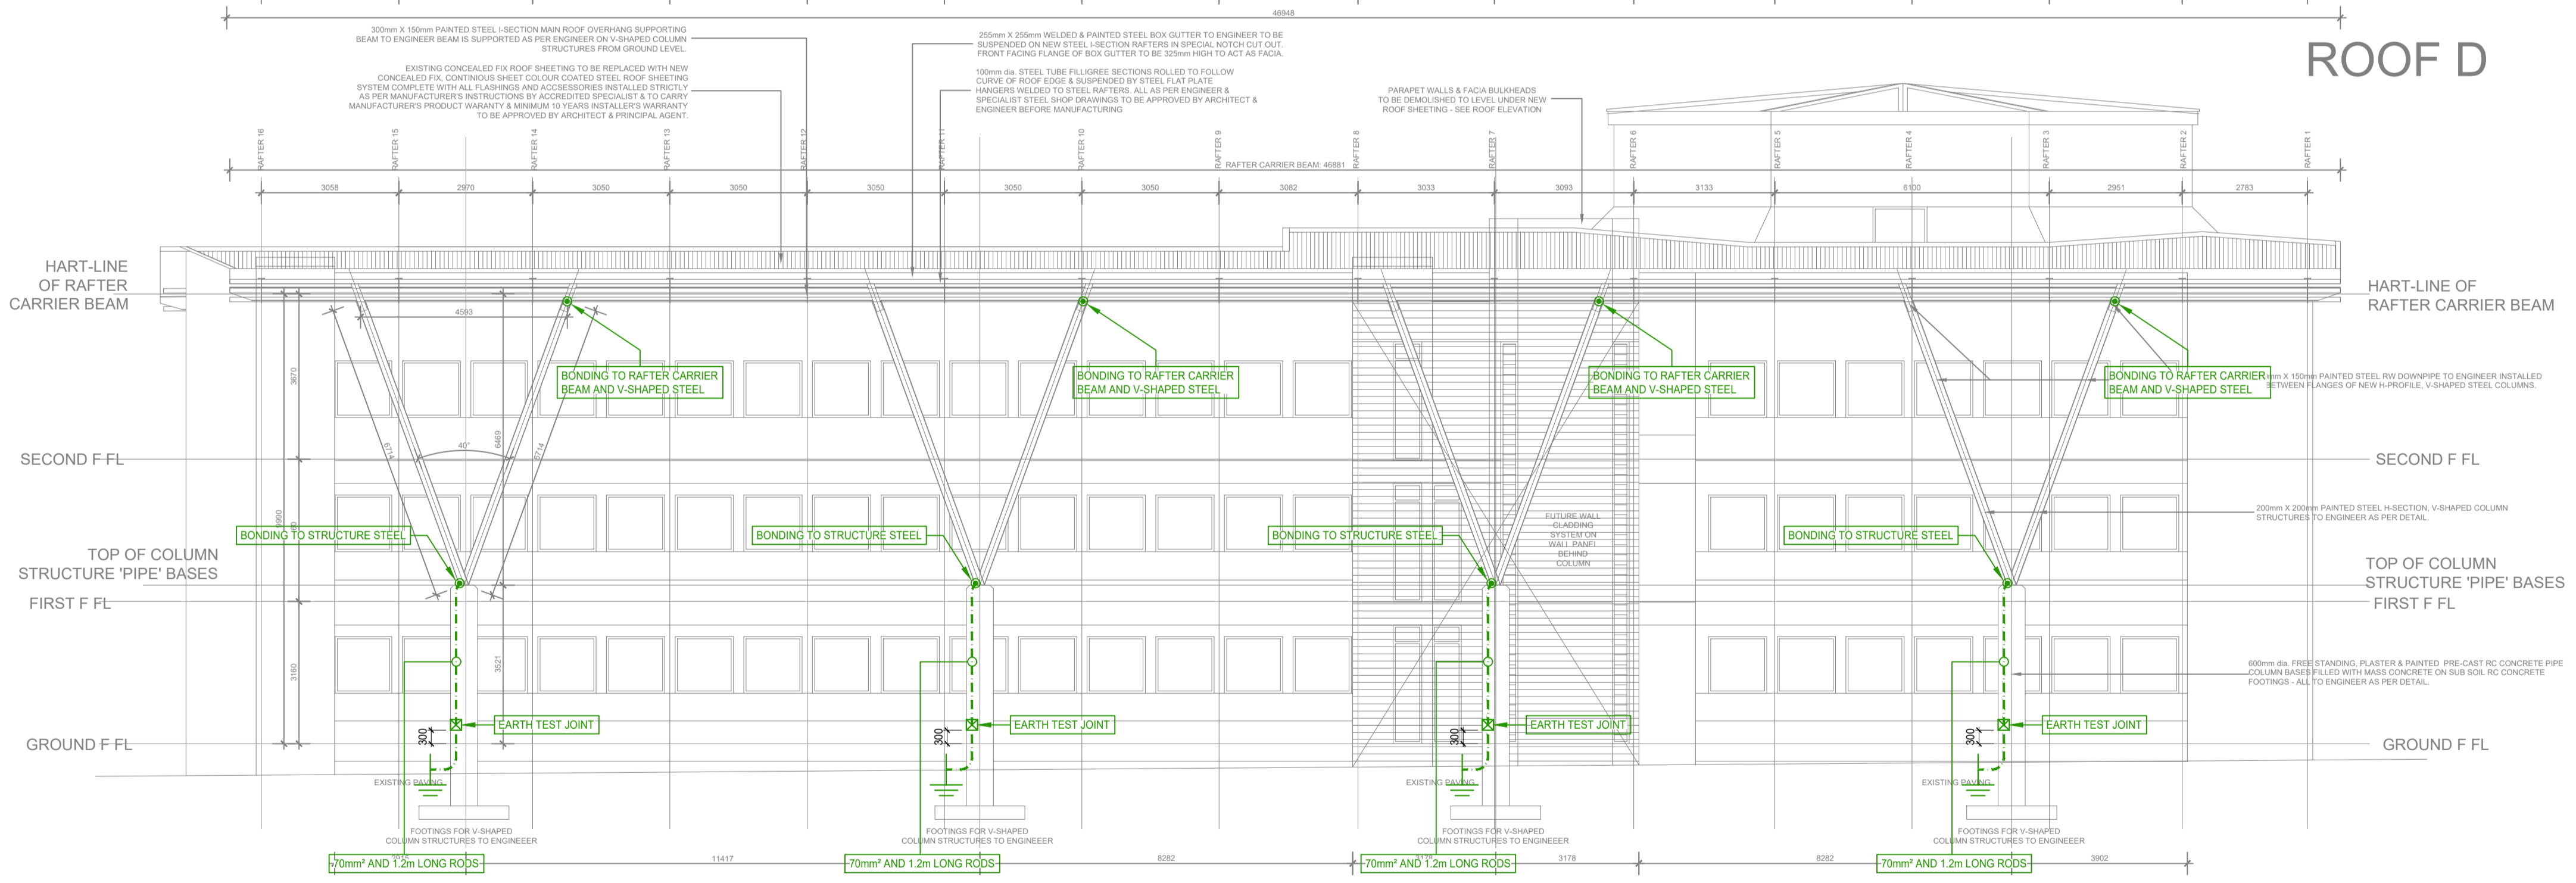 46948
ROOF D
300mm X 150mm PAINTED STEEL I-SECTION MAIN ROOF OVERHANG SUPPORTING
BEAM TO ENGINEER BEAM IS SUPPORTED AS PER ENGINEER ON V-SHAPED COLUMN
STRUCTURES FROM GROUND LEVEL.
EXISTING CONCEALED FIX ROOF SHEETING TO BE REPLACED WITH NEW
CONCEALED FIX, CONTINIOUS SHEET COLOUR COATED STEEL ROOF SHEETING
SYSTEM COMPLETE WITH ALL FLASHINGS AND ACCSESSORIES INSTALLED STRICTLY
AS PER MANUFACTURER'S INSTRUCTIONS BY ACCREDITED SPECIALIST & TO CARRY
MANUFACTURER'S PRODUCT WARANTY & MINIMUM 10 YEARS INSTALLER'S WARRANTY
TO BE APPROVED BY ARCHITECT & PRINCIPAL AGENT.
255mm X 255mm WELDED & PAINTED STEEL BOX GUTTER TO ENGINEER TO BE
SUSPENDED ON NEW STEEL I-SECTION RAFTERS IN SPECIAL NOTCH CUT OUT.
FRONT FACING FLANGE OF BOX GUTTER TO BE 325mm HIGH TO ACT AS FACIA.
100mm dia. STEEL TUBE FILLIGREE SECTIONS ROLLED TO FOLLOW
CURVE OF ROOF EDGE & SUSPENDED BY STEEL FLAT PLATE
HANGERS WELDED TO STEEL RAFTERS. ALL AS PER ENGINEER &
SPECIALIST STEEL SHOP DRAWINGS TO BE APPROVED BY ARCHITECT &
ENGINEER BEFORE MANUFACTURING
PARAPET WALLS & FACIA BULKHEADS
TO BE DEMOLISHED TO LEVEL UNDER NEW
ROOF SHEETING - SEE ROOF ELEVATION
RAFTER 16
RAFTER 15
RAFTER 14
RAFTER 13
RAFTER 12
RAFTER 11
RAFTER 10
RAFTER 9
RAFTER 8
RAFTER 7
RAFTER 6
RAFTER 5
RAFTER 4
RAFTER 3
RAFTER 2
RAFTER 1
RAFTER CARRIER BEAM: 46881
3058
2970
3050
3050
3050
3050
3050
3082
3033
3093
3133
6100
2951
2783
HART-LINE
OF RAFTER
CARRIER BEAM
HART-LINE OF
RAFTER CARRIER BEAM
4593
3670
BONDING TO RAFTER CARRIER
BEAM AND V-SHAPED STEEL
BONDING TO RAFTER CARRIER
BEAM AND V-SHAPED STEEL
BONDING TO RAFTER CARRIER
BEAM AND V-SHAPED STEEL
BONDING TO RAFTER CARRIER
BEAM AND V-SHAPED STEEL
X 150mm PAINTED STEEL RW DOWNPIPE TO ENGINEER INSTALLED
BETWEEN FLANGES OF NEW H-PROFILE, V-SHAPED STEEL COLUMNS.
6714
40°
6469
6714
SECOND F FL
SECOND F FL
9990
200mm X 200mm PAINTED STEEL H-SECTION, V-SHAPED COLUMN
STRUCTURES TO ENGINEER AS PER DETAIL.
FUTURE WALL
CLADDING
SYSTEM ON
WALL PANEL
BEHIND
COLUMN
BONDING TO STRUCTURE STEEL
BONDING TO STRUCTURE STEEL
BONDING TO STRUCTURE STEEL
BONDING TO STRUCTURE STEEL
TOP OF COLUMN
STRUCTURE 'PIPE' BASES
TOP OF COLUMN
STRUCTURE 'PIPE' BASES
FIRST F FL
FIRST F FL
3160
3521
600mm dia. FREE STANDING, PLASTER & PAINTED PRE-CAST RC CONCRETE PIPE
COLUMN BASES FILLED WITH MASS CONCRETE ON SUB SOIL RC CONCRETE
FOOTINGS - ALL TO ENGINEER AS PER DETAIL.
EARTH TEST JOINT
EARTH TEST JOINT
EARTH TEST JOINT
EARTH TEST JOINT
300
300
300
300
GROUND F FL
GROUND F FL
EXISTING PAVING
EXISTING PAVING
EXISTING PAVING
FOOTINGS FOR V-SHAPED
COLUMN STRUCTURES TO ENGINEEER
FOOTINGS FOR V-SHAPED
COLUMN STRUCTURES TO ENGINEEER
FOOTINGS FOR V-SHAPED
COLUMN STRUCTURES TO ENGINEEER
FOOTINGS FOR V-SHAPED
COLUMN STRUCTURES TO ENGINEEER
70mm² AND 1.2m LONG RODS
11417
70mm² AND 1.2m LONG RODS
8282
70mm² AND 1.2m LONG RODS
3178
8282
70mm² AND 1.2m LONG RODS
3902